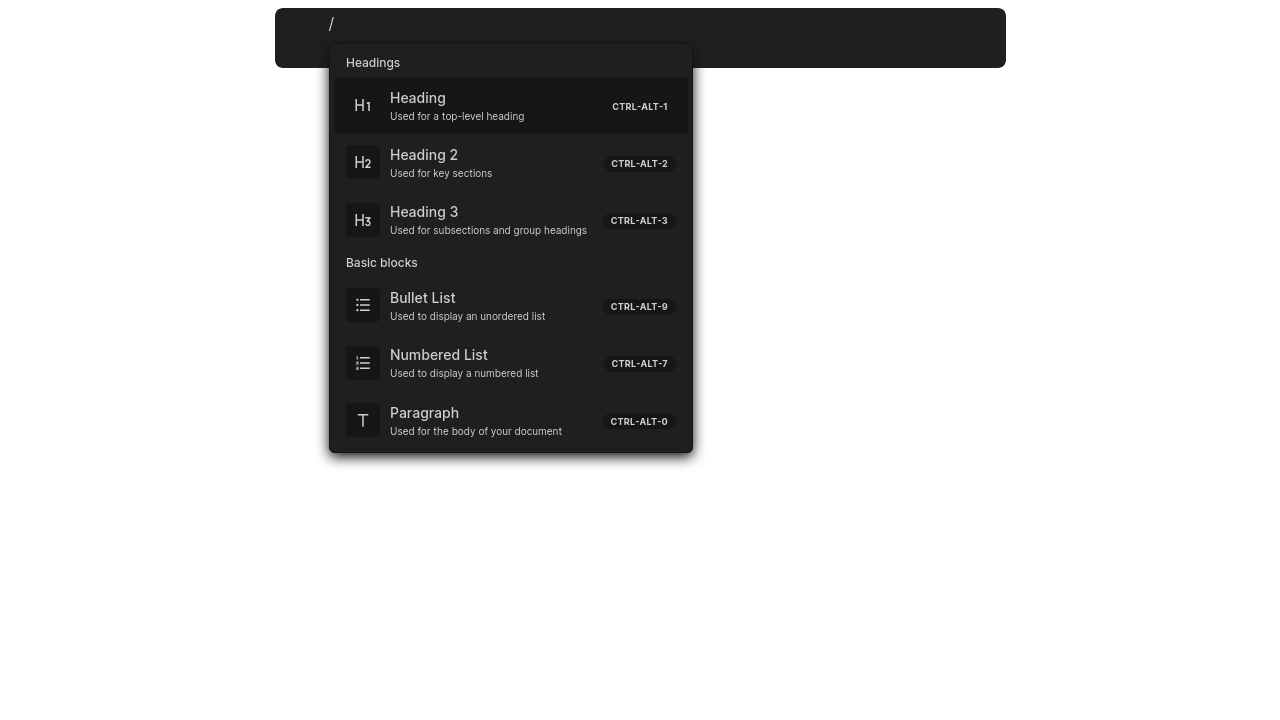 /
Headings
H1 Heading CTRL-ALT-1
Used for a top-level heading
H2 Heading 2 CTRL-ALT-2
Used for key sections
H3 Heading 3 CTRL-ALT-3
Used for subsections and group headings
Basic blocks
Bullet List CTRL-ALT-9
Used to display an unordered list
Numbered List CTRL-ALT-7
Used to display a numbered list
T Paragraph CTRL-ALT-0
Used for the body of your document